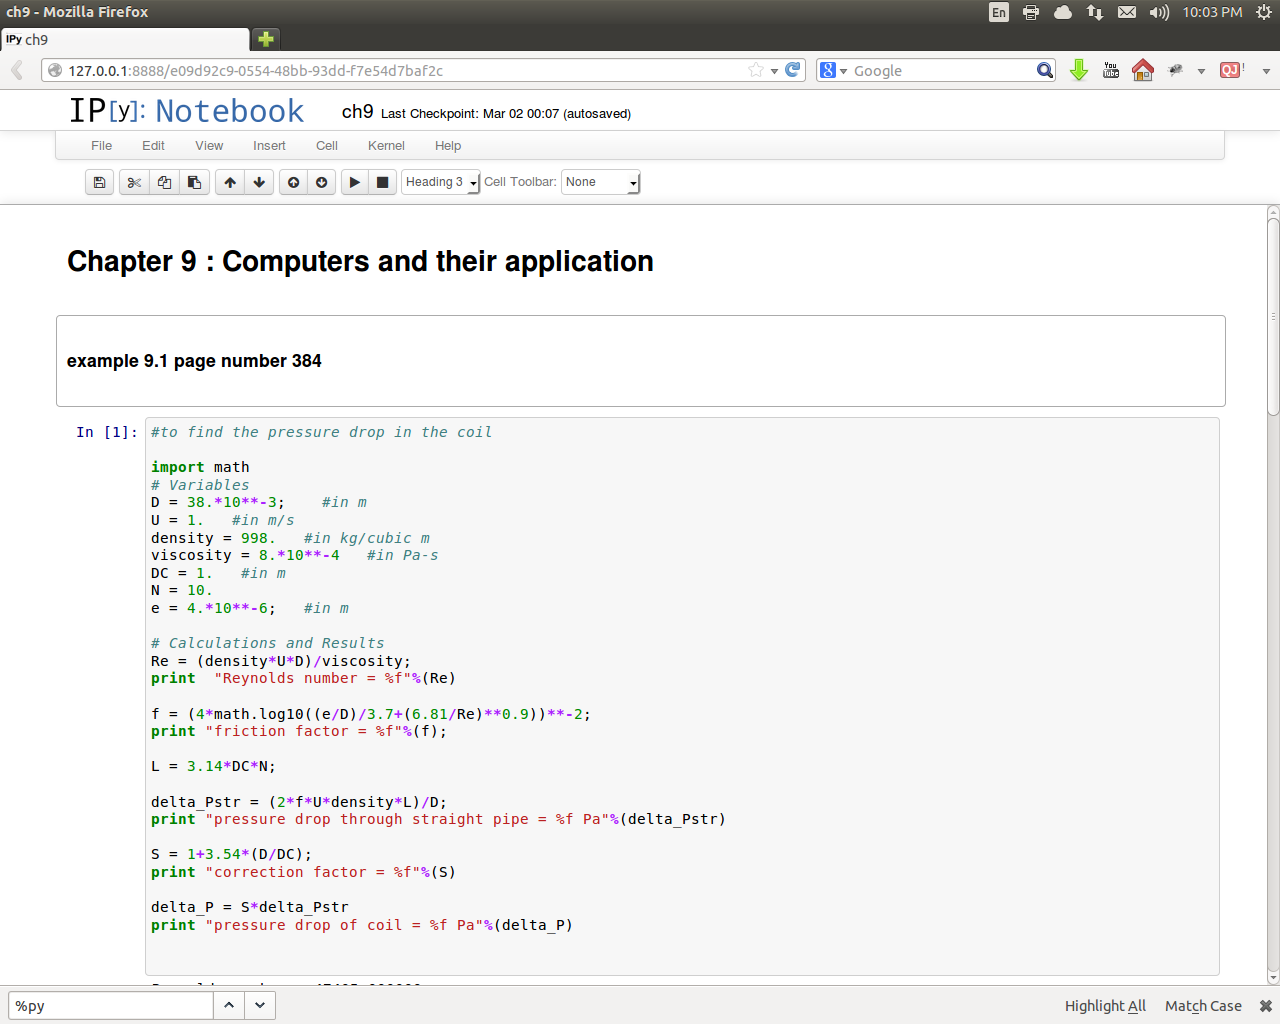 ch9 - Mozilla Firefox
En
10:03 PM
IPy ch9
127.0.0.1:8888/e09d92c9-0554-48bb-93dd-f7e54d7baf2c
8
Google
You Tube
QJ!
IP[y]: Notebook
ch9 Last Checkpoint: Mar 02 00:07 (autosaved)
File Edit View Insert Cell Kernel Help
Heading 3
Cell Toolbar:
None
Chapter 9 : Computers and their application
example 9.1 page number 384
In [1]:
#to find the pressure drop in the coil
import math
# Variables
D = 38.*10**-3;    #in m
U = 1.   #in m/s
density = 998.   #in kg/cubic m
viscosity = 8.*10**-4   #in Pa-s
DC = 1.   #in m
N = 10.
e = 4.*10**-6;   #in m
# Calculations and Results
Re = (density*U*D)/viscosity;
print  "Reynolds number = %f"%(Re)
f = (4*math.log10((e/D)/3.7+(6.81/Re)**0.9))**-2;
print "friction factor = %f"%(f);
L = 3.14*DC*N;
delta_Pstr = (2*f*U*density*L)/D;
print "pressure drop through straight pipe = %f Pa"%(delta_Pstr)
S = 1+3.54*(D/DC);
print "correction factor = %f"%(S)
delta_P = S*delta_Pstr
print "pressure drop of coil = %f Pa"%(delta_P)
%py
Highlight All
Match Case